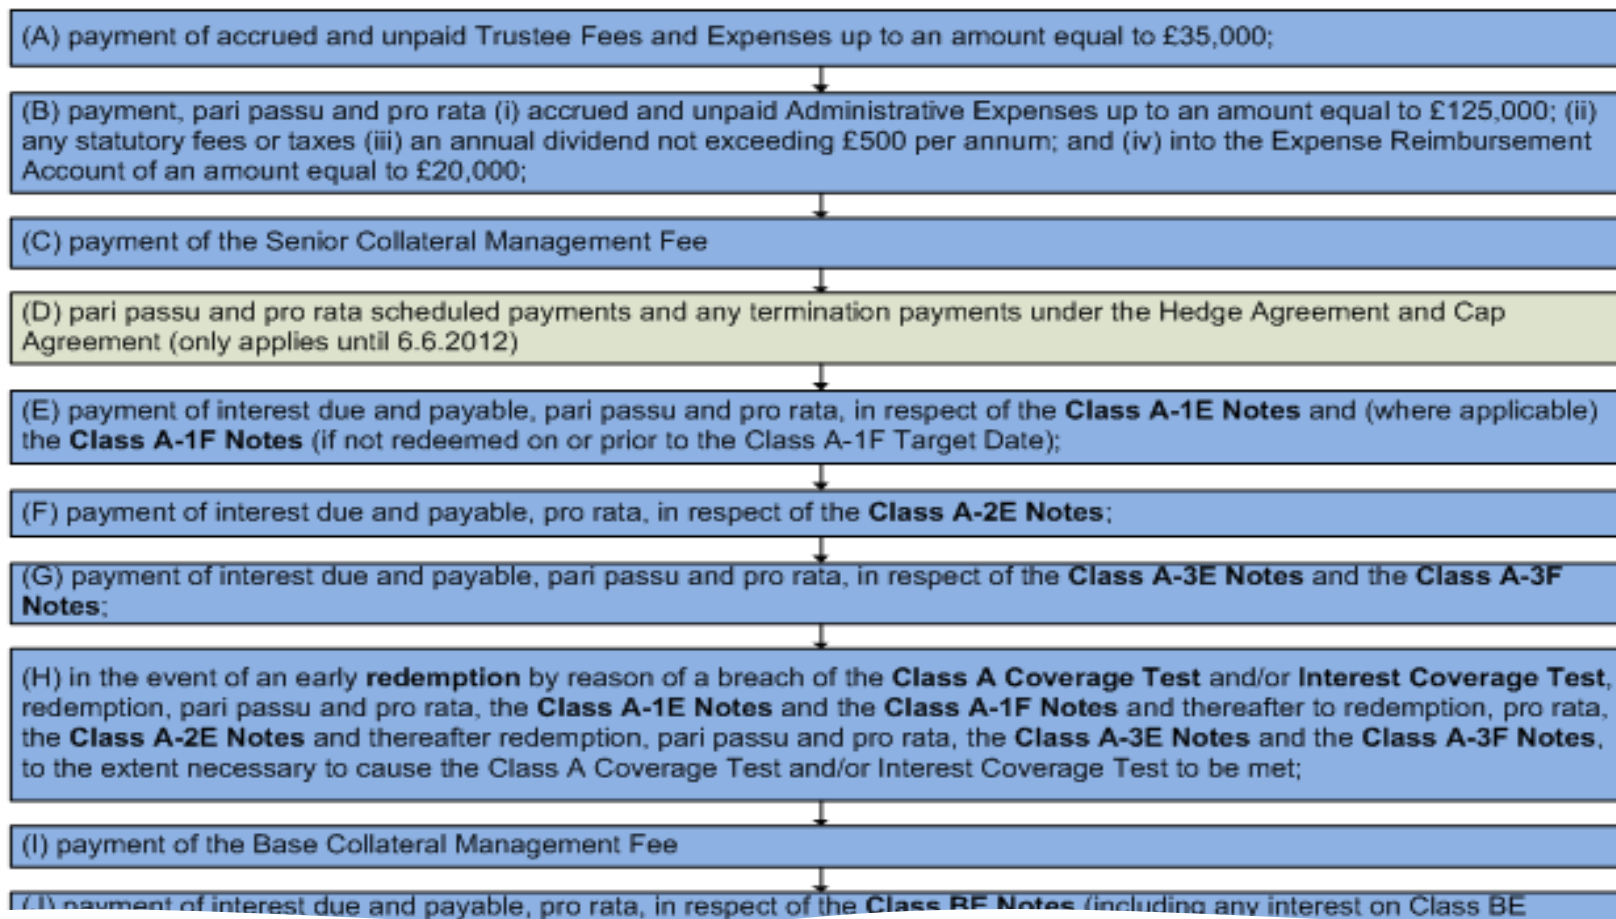 (A) payment of accrued and unpaid Trustee Fees and Expenses up to an amount equal to £35,000;
(B) payment, pari passu and pro rata (i) accrued and unpaid Administrative Expenses up to an amount equal to £125,000; (ii)
any statutory fees or taxes (iii) an annual dividend not exceeding £500 per annum; and (iv) into the Expense Reimbursement
Account of an amount equal to £20,000;
(C) payment of the Senior Collateral Management Fee
(D) pari passu and pro rata scheduled payments and any termination payments under the Hedge Agreement and Cap
Agreement (only applies until 6.6.2012)
(E) payment of interest due and payable, pari passu and pro rata, in respect of the Class A-1E Notes and (where applicable)
the Class A-1F Notes (if not redeemed on or prior to the Class A-1F Target Date);
(F) payment of interest due and payable, pro rata, in respect of the Class A-2E Notes;
(G) payment of interest due and payable, pari passu and pro rata, in respect of the Class A-3E Notes and the Class A-3F
Notes;
(H) in the event of an early redemption by reason of a breach of the Class A Coverage Test and/or Interest Coverage Test,
redemption, pari passu and pro rata, the Class A-1E Notes and the Class A-1F Notes and thereafter to redemption, pro rata,
the Class A-2E Notes and thereafter redemption, pari passu and pro rata, the Class A-3E Notes and the Class A-3F Notes,
to the extent necessary to cause the Class A Coverage Test and/or Interest Coverage Test to be met;
(I) payment of the Base Collateral Management Fee
(J) payment of interest due and payable, pro rata, in respect of the Class BE Notes (including any interest on Class BE